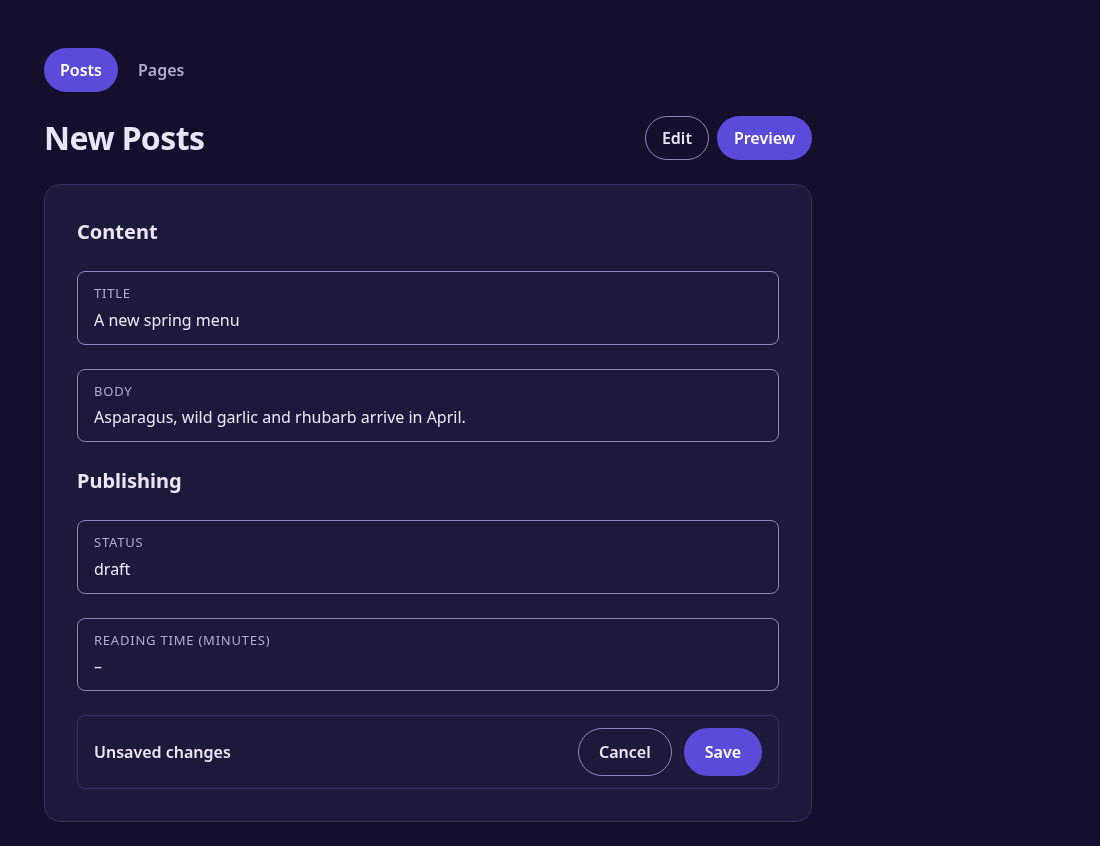 Posts
Pages
New Posts
Edit
Preview
Content
TITLE
A new spring menu
BODY
Asparagus, wild garlic and rhubarb arrive in April.
Publishing
STATUS
draft
READING TIME (MINUTES)
–
Unsaved changes
Cancel
Save